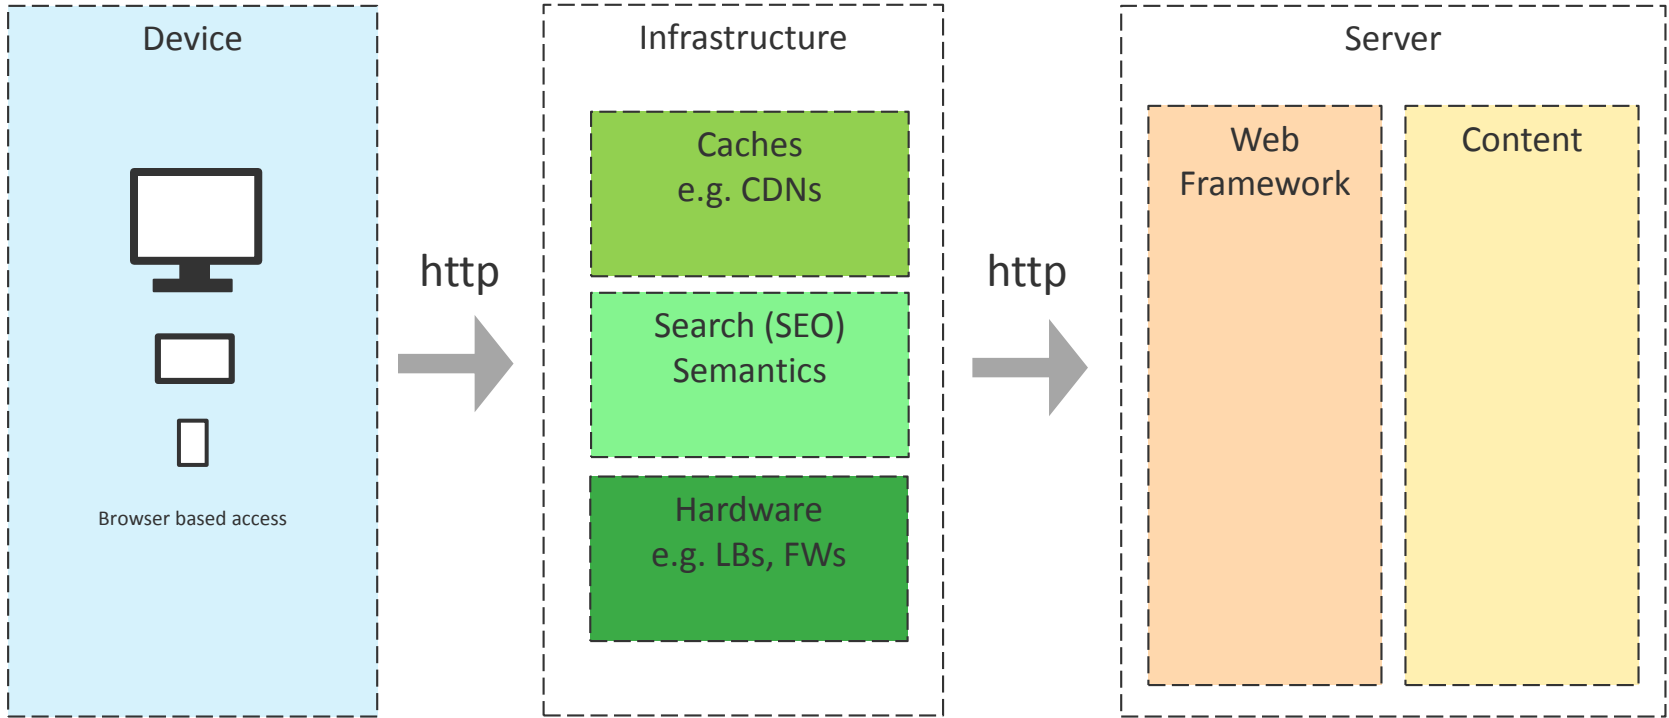 Device
Browser based access
http
Infrastructure
Caches
e.g. CDNs
Search (SEO)
Semantics
Hardware
e.g. LBs, FWs
http
Server
Web
Framework
Content